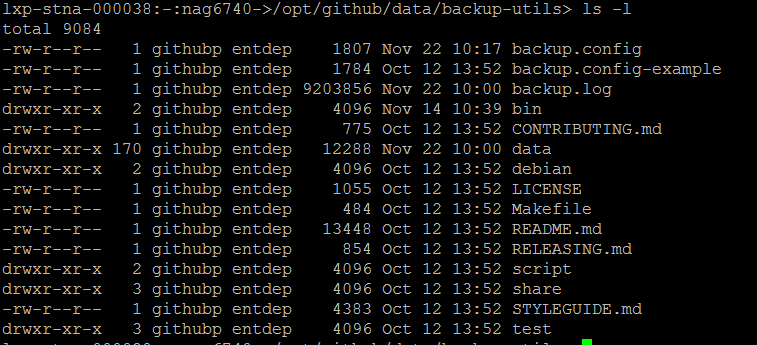 lxp-stna-000038:-:nag6740->/opt/github/data/backup-utils> ls -l
total 9084
-rw-r--r--   1 githubp entdep    1807 Nov 22 10:17 backup.config
-rw-r--r--   1 githubp entdep    1784 Oct 12 13:52 backup.config-example
-rw-r--r--   1 githubp entdep 9203856 Nov 22 10:00 backup.log
drwxr-xr-x   2 githubp entdep    4096 Nov 14 10:39 bin
-rw-r--r--   1 githubp entdep     775 Oct 12 13:52 CONTRIBUTING.md
drwxr-xr-x 170 githubp entdep   12288 Nov 22 10:00 data
drwxr-xr-x   2 githubp entdep    4096 Oct 12 13:52 debian
-rw-r--r--   1 githubp entdep    1055 Oct 12 13:52 LICENSE
-rw-r--r--   1 githubp entdep     484 Oct 12 13:52 Makefile
-rw-r--r--   1 githubp entdep   13448 Oct 12 13:52 README.md
-rw-r--r--   1 githubp entdep     854 Oct 12 13:52 RELEASING.md
drwxr-xr-x   2 githubp entdep    4096 Oct 12 13:52 script
drwxr-xr-x   3 githubp entdep    4096 Oct 12 13:52 share
-rw-r--r--   1 githubp entdep    4383 Oct 12 13:52 STYLEGUIDE.md
drwxr-xr-x   3 githubp entdep    4096 Oct 12 13:52 test